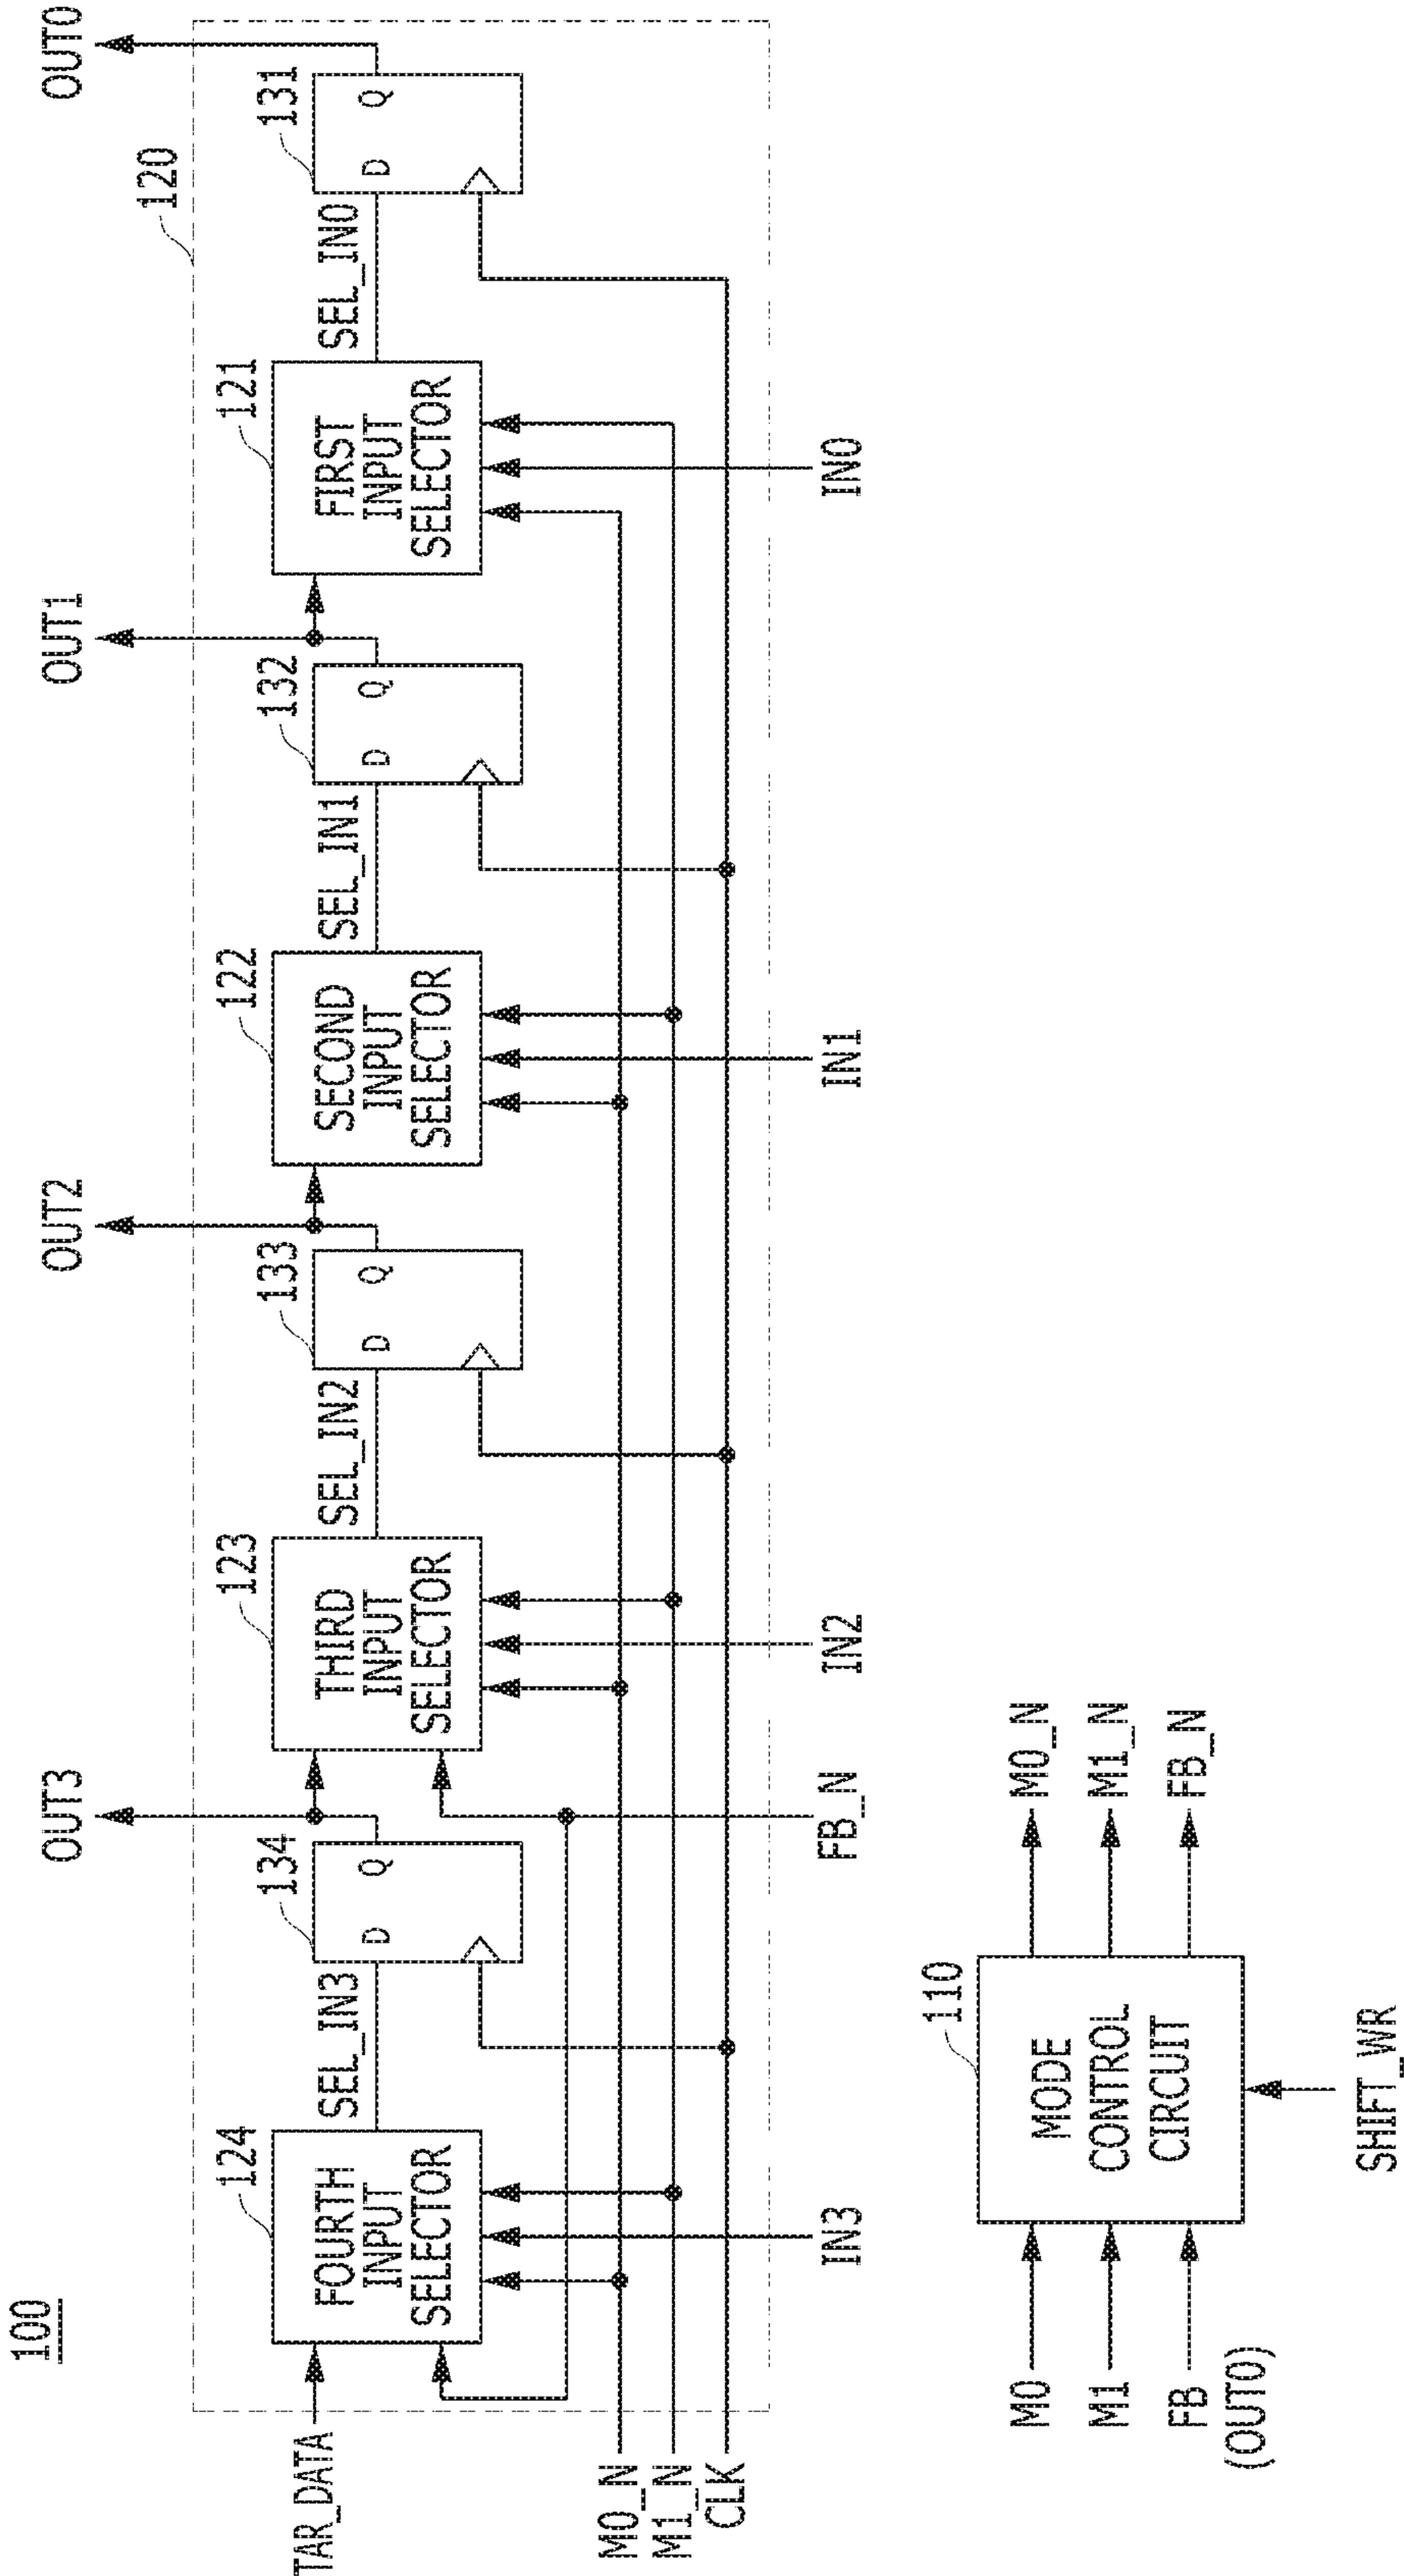 100
OUT3
OUT2
OUT1
OUT0
120
124
134
123
133
122
132
121
131
TAR_DATA
FOURTH
INPUT
SELECTOR
SEL_IN3
D
Q
THIRD
INPUT
SELECTOR
SEL_IN2
D
Q
SECOND
INPUT
SELECTOR
SEL_IN1
D
Q
FIRST
INPUT
SELECTOR
SEL_IN0
D
Q
M0_N
M1_N
CLK
IN3
FB_N
IN2
IN1
IN0
110
M0
M1
FB
(OUT0)
MODE
CONTROL
CIRCUIT
M0_N
M1_N
FB_N
SHIFT_WR